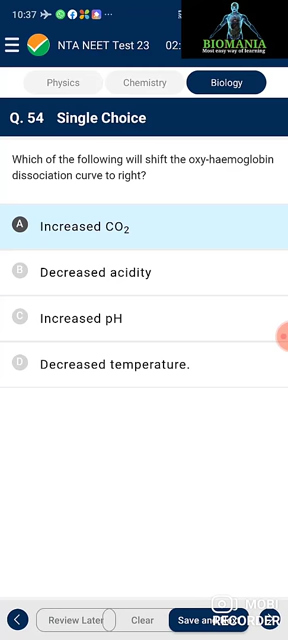 10:37
BIOMANIA
Most easy way of learning
NTA NEET Test 23 02:
Physics Chemistry Biology
Q. 54 Single Choice
Which of the following will shift the oxy-haemoglobin
dissociation curve to right?
A Increased CO₂
B Decreased acidity
C Increased pH
D Decreased temperature.
MOBI
Review Later Clear Save and
RECORDER